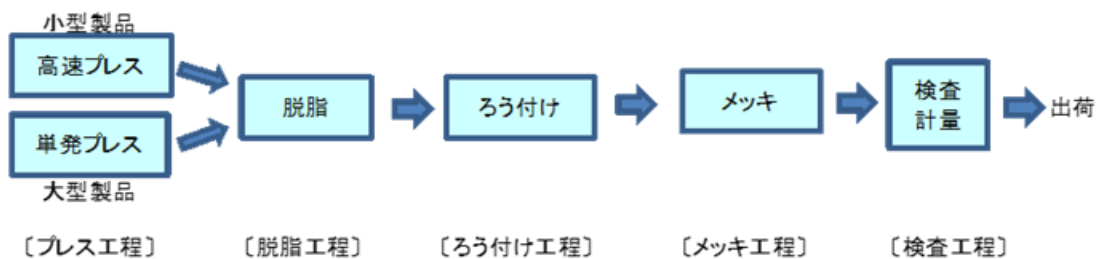 小型製品
高速プレス
単発プレス
大型製品
脱脂
ろう付け
メッキ
検査
計量
出荷
〔プレス工程〕
〔脱脂工程〕
〔ろう付け工程〕
〔メッキ工程〕
〔検査工程〕